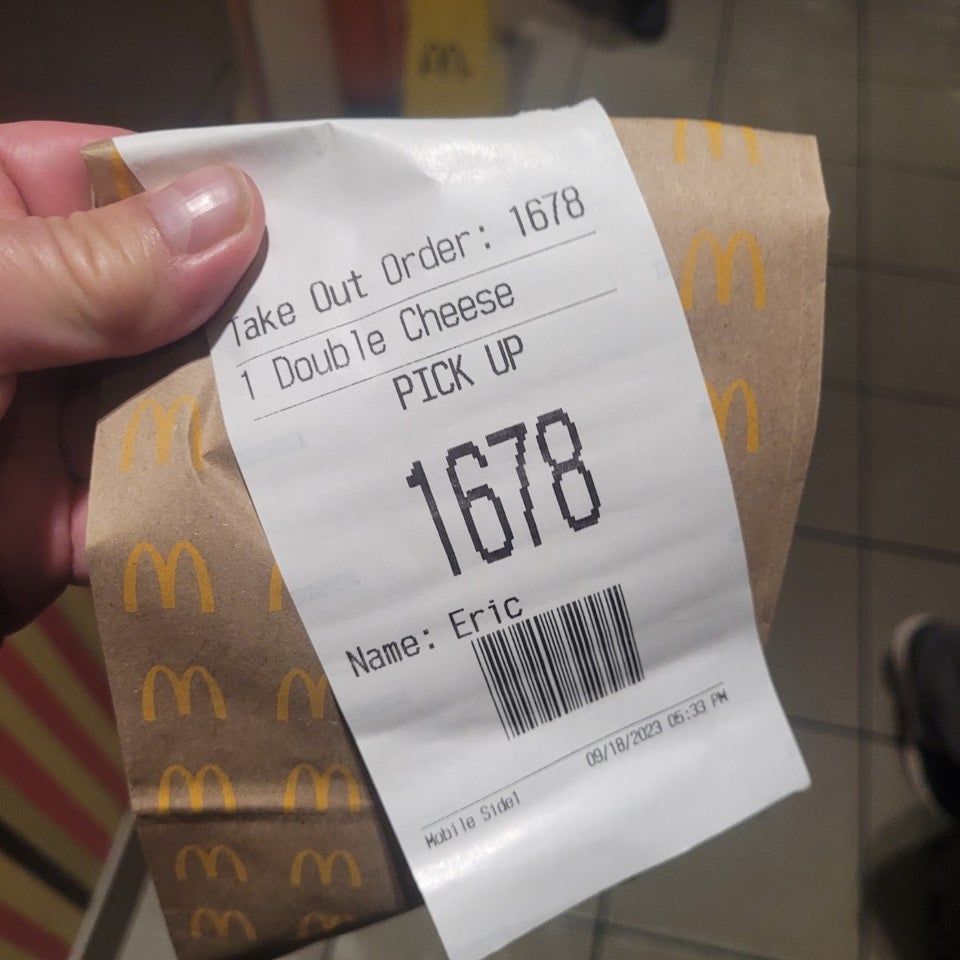 Take Out Order: 1678
1 Double Cheese
PICK UP
1678
Name: Eric
09/18/2023 05:33 PM
Mobile Side1